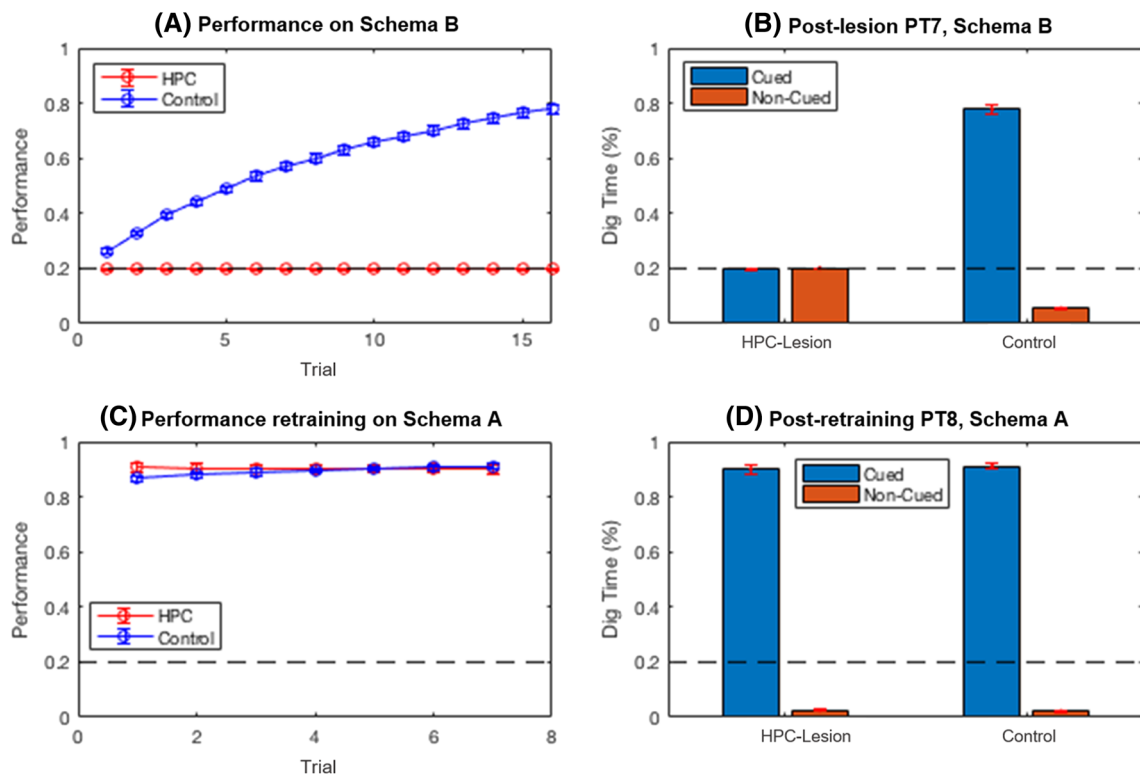 (A) Performance on Schema B
1
0.8
0.6
0.4
0.2
0
Performance
HPC
Control
0
5
10
15
Trial
(B) Post-lesion PT7, Schema B
1
0.8
0.6
0.4
0.2
0
Dig Time (%)
Cued
Non-Cued
HPC-Lesion
Control
(C) Performance retraining on Schema A
1
0.8
0.6
0.4
0.2
0
Performance
HPC
Control
0
2
4
6
8
Trial
(D) Post-retraining PT8, Schema A
1
0.8
0.6
0.4
0.2
0
Dig Time (%)
Cued
Non-Cued
HPC-Lesion
Control